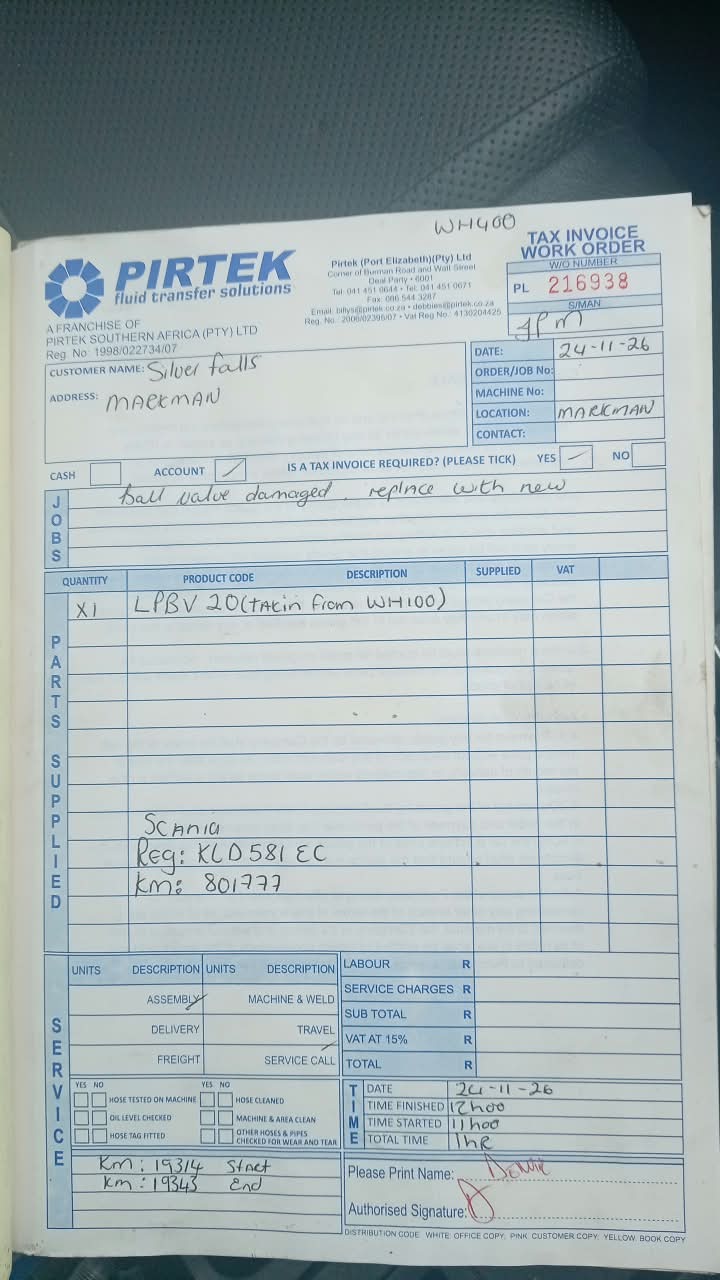 WH400
PIRTEK
fluid transfer solutions
A FRANCHISE OF
PIRTEK SOUTHERN AFRICA (PTY) LTD
Reg. No: 1998/022734/07
Pirtek (Port Elizabeth)(Pty) Ltd
Corner of Burman Road and Wall Street
Deal Party • 6001
Tel: 041 451 0644 • Tel: 041 451 0671
Fax: 086 544 3287
Email: billys@pirtek.co.za • debbies@pirtek.co.za
Reg. No.: 2006/02396/07 • Vat Reg No.: 4130204425
TAX INVOICE
WORK ORDER
W/O NUMBER
PL 216938
S/MAN
CUSTOMER NAME: Silver falls
ADDRESS: MARKMAN
DATE: 24-11-26
ORDER/JOB No:
MACHINE No:
LOCATION: MARKMAN
CONTACT:
CASH ACCOUNT IS A TAX INVOICE REQUIRED? (PLEASE TICK) YES NO
JOBS
Ball valve damaged, replace with new
QUANTITY PRODUCT CODE DESCRIPTION SUPPLIED VAT
PARTS SUPPLIED
X1 LPBV 20 (TAKin from WH100)
SCANIA
Reg: KLD 581 EC
Km: 801777
SERVICE
UNITS DESCRIPTION UNITS DESCRIPTION
ASSEMBLY MACHINE & WELD
DELIVERY TRAVEL
FREIGHT SERVICE CALL
LABOUR R
SERVICE CHARGES R
SUB TOTAL R
VAT AT 15% R
TOTAL R
YES NO YES NO
HOSE TESTED ON MACHINE HOSE CLEANED
OIL LEVEL CHECKED MACHINE & AREA CLEAN
HOSE TAG FITTED OTHER HOSES & PIPES CHECKED FOR WEAR AND TEAR
TIME
DATE 24-11-26
TIME FINISHED 12h00
TIME STARTED 11h00
TOTAL TIME 1HR
Km: 19314 Start
Km: 19343 End
Please Print Name:
Authorised Signature:
DISTRIBUTION CODE WHITE: OFFICE COPY, PINK: CUSTOMER COPY, YELLOW: BOOK COPY